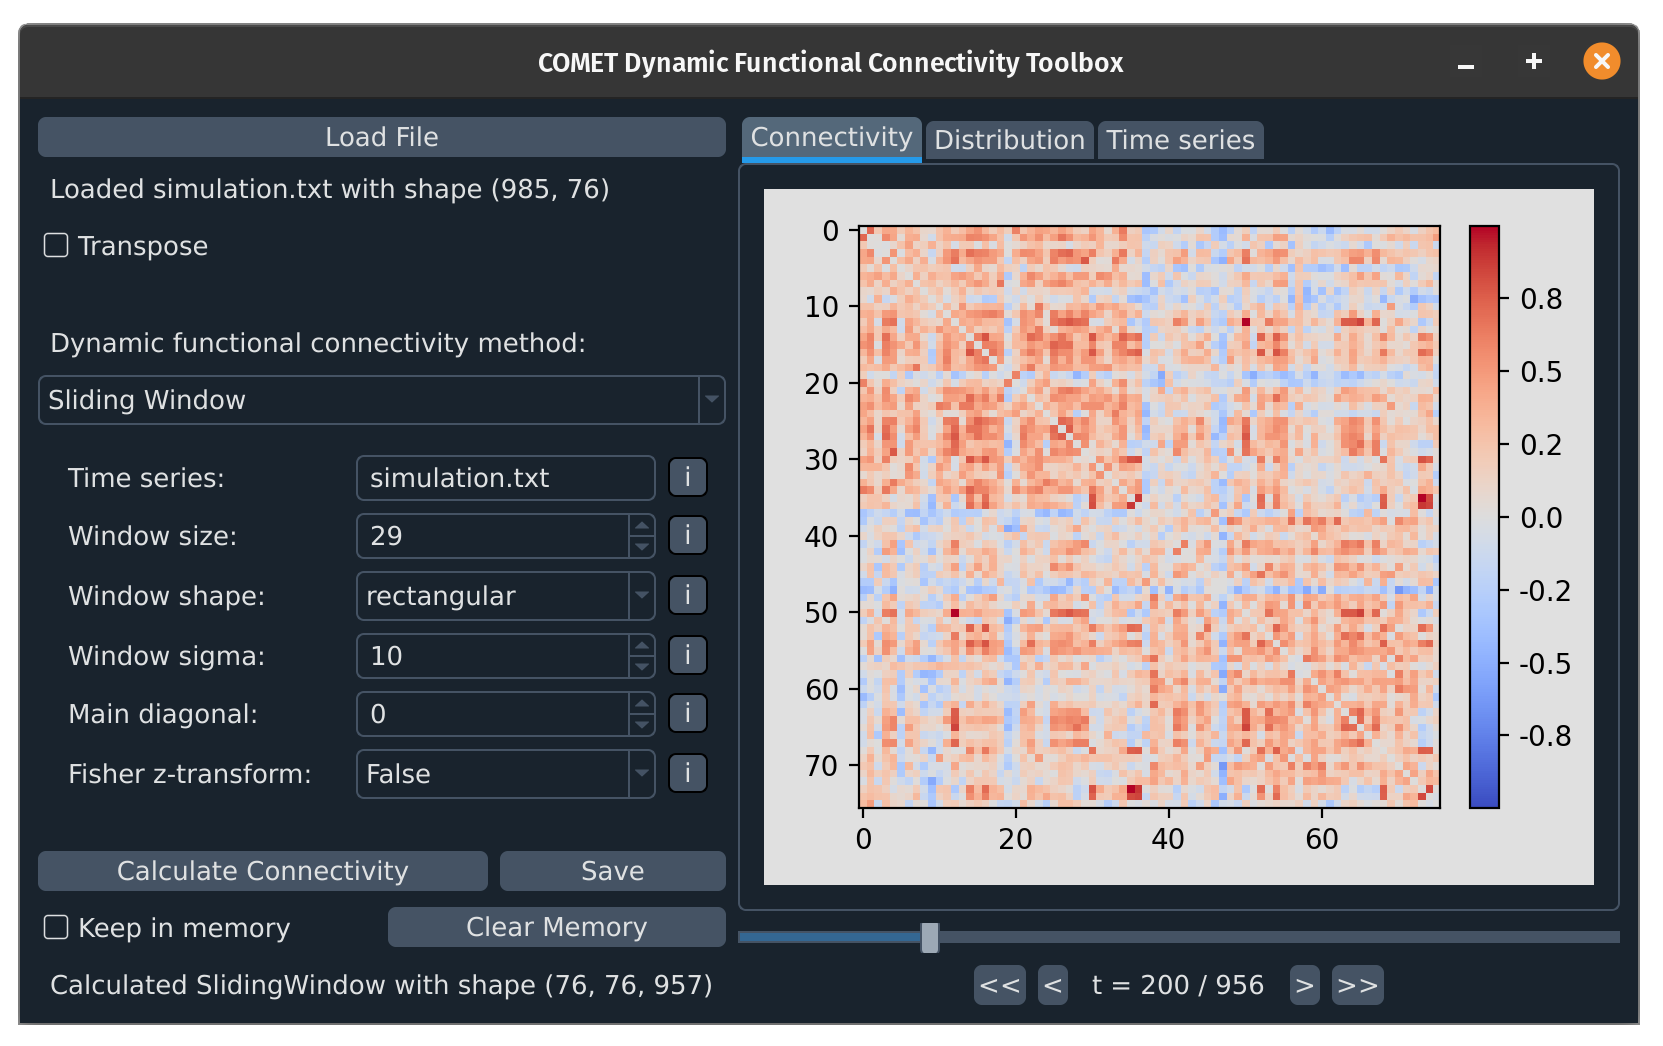 COMET Dynamic Functional Connectivity Toolbox
Load File
Loaded simulation.txt with shape (985, 76)
Transpose
Dynamic functional connectivity method:
Sliding Window
Time series: simulation.txt i
Window size: 29 i
Window shape: rectangular i
Window sigma: 10 i
Main diagonal: 0 i
Fisher z-transform: False i
Calculate Connectivity Save
Keep in memory Clear Memory
Calculated SlidingWindow with shape (76, 76, 957)
Connectivity Distribution Time series
0
10
20
30
40
50
60
70
0 20 40 60
0.8
0.5
0.2
0.0
-0.2
-0.5
-0.8
<< < t = 200 / 956 > >>